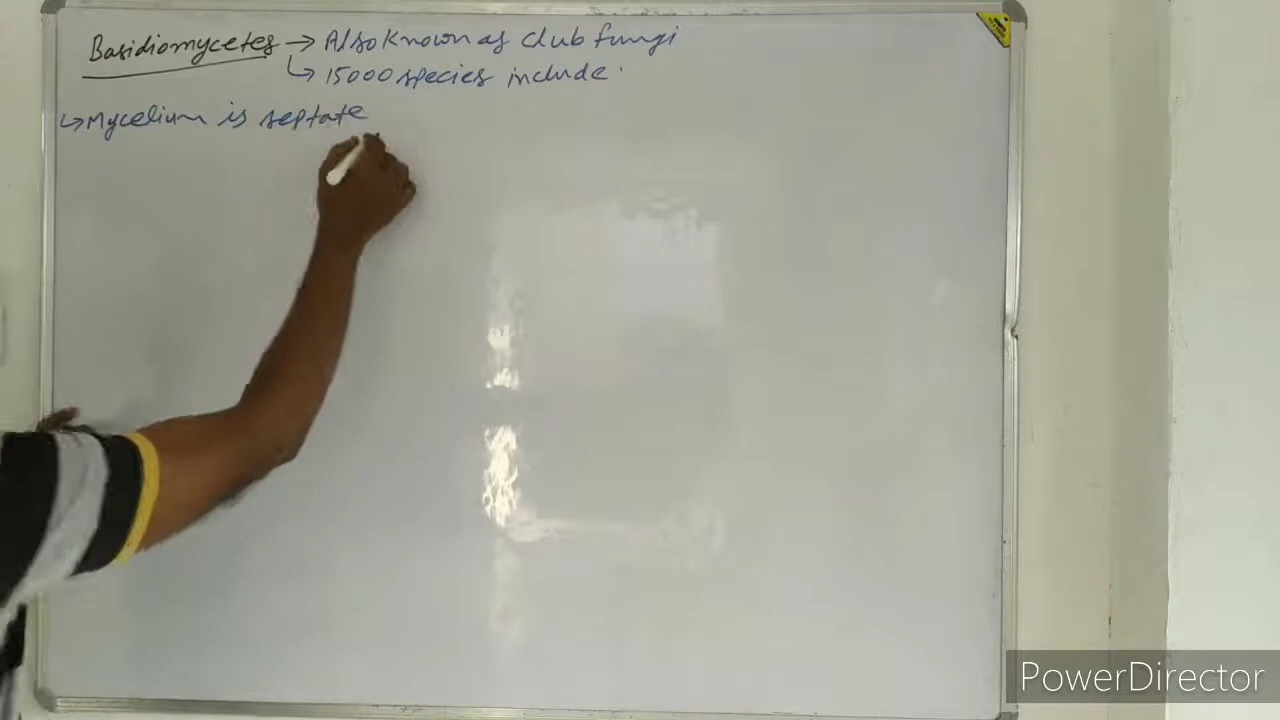 Basidiomycetes → Also Known as club fungi
↳ 15000 species include.
↳ Mycelium is septate
PowerDirector